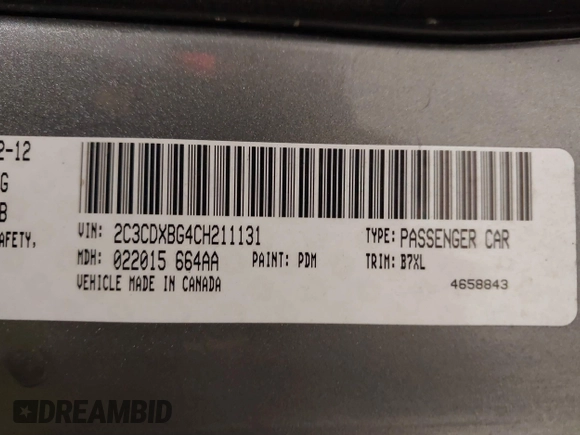 2-12
G
B
AFETY,
VIN: 2C3CDXBG4CH211131 TYPE: PASSENGER CAR
MDH: 022015 664AA PAINT: PDM TRIM: B7XL
VEHICLE MADE IN CANADA 4658843
DREAMBID